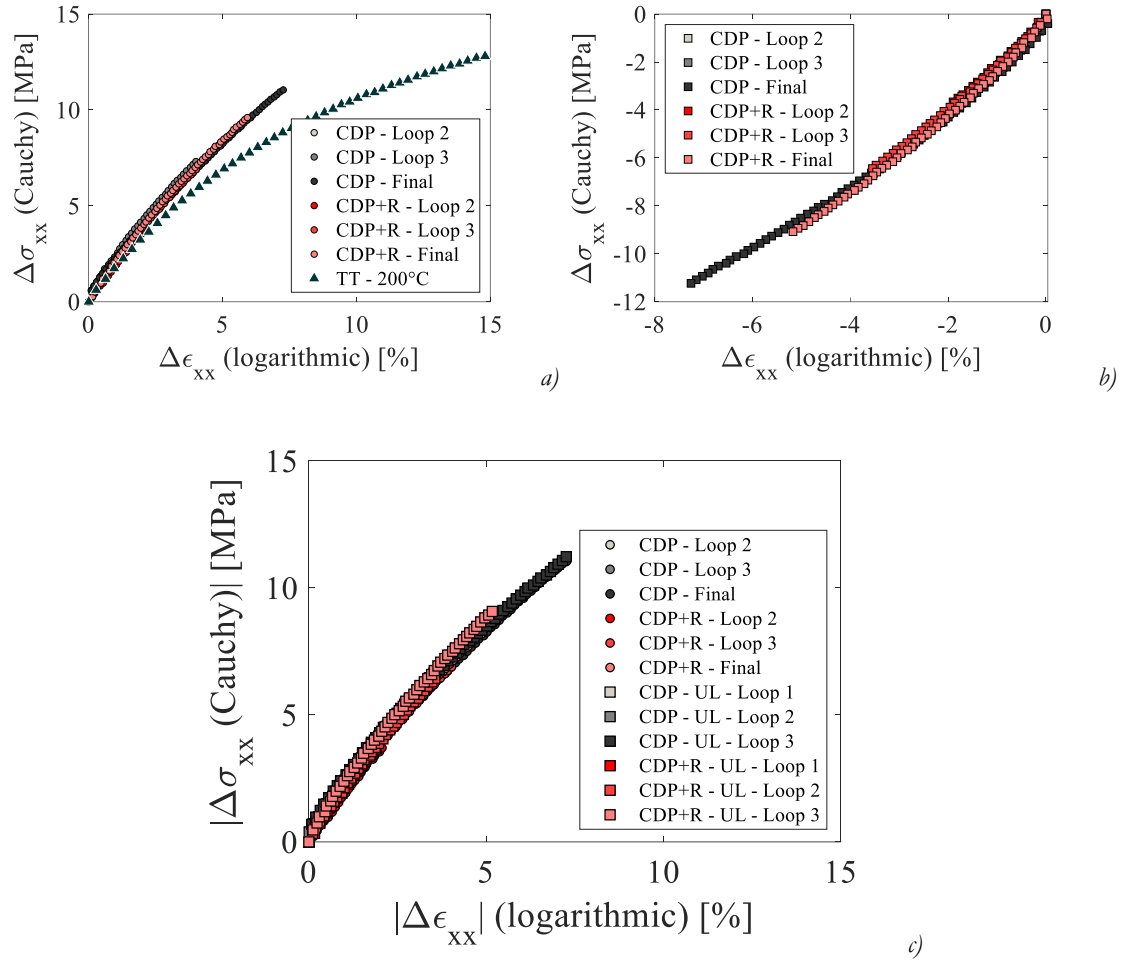 15
10
5
0
0
5
10
15
Δσxx (Cauchy) [MPa]
Δϵxx (logarithmic) [%]
CDP - Loop 2
CDP - Loop 3
CDP - Final
CDP+R - Loop 2
CDP+R - Loop 3
CDP+R - Final
TT - 200°C
a)
0
-2
-4
-6
-8
-10
-12
-8
-6
-4
-2
0
Δσxx (Cauchy) [MPa]
Δϵxx (logarithmic) [%]
CDP - Loop 2
CDP - Loop 3
CDP - Final
CDP+R - Loop 2
CDP+R - Loop 3
CDP+R - Final
b)
15
10
5
0
0
5
10
15
|Δσxx (Cauchy)| [MPa]
|Δϵxx| (logarithmic) [%]
CDP - Loop 2
CDP - Loop 3
CDP - Final
CDP+R - Loop 2
CDP+R - Loop 3
CDP+R - Final
CDP - UL - Loop 1
CDP - UL - Loop 2
CDP - UL - Loop 3
CDP+R - UL - Loop 1
CDP+R - UL - Loop 2
CDP+R - UL - Loop 3
c)